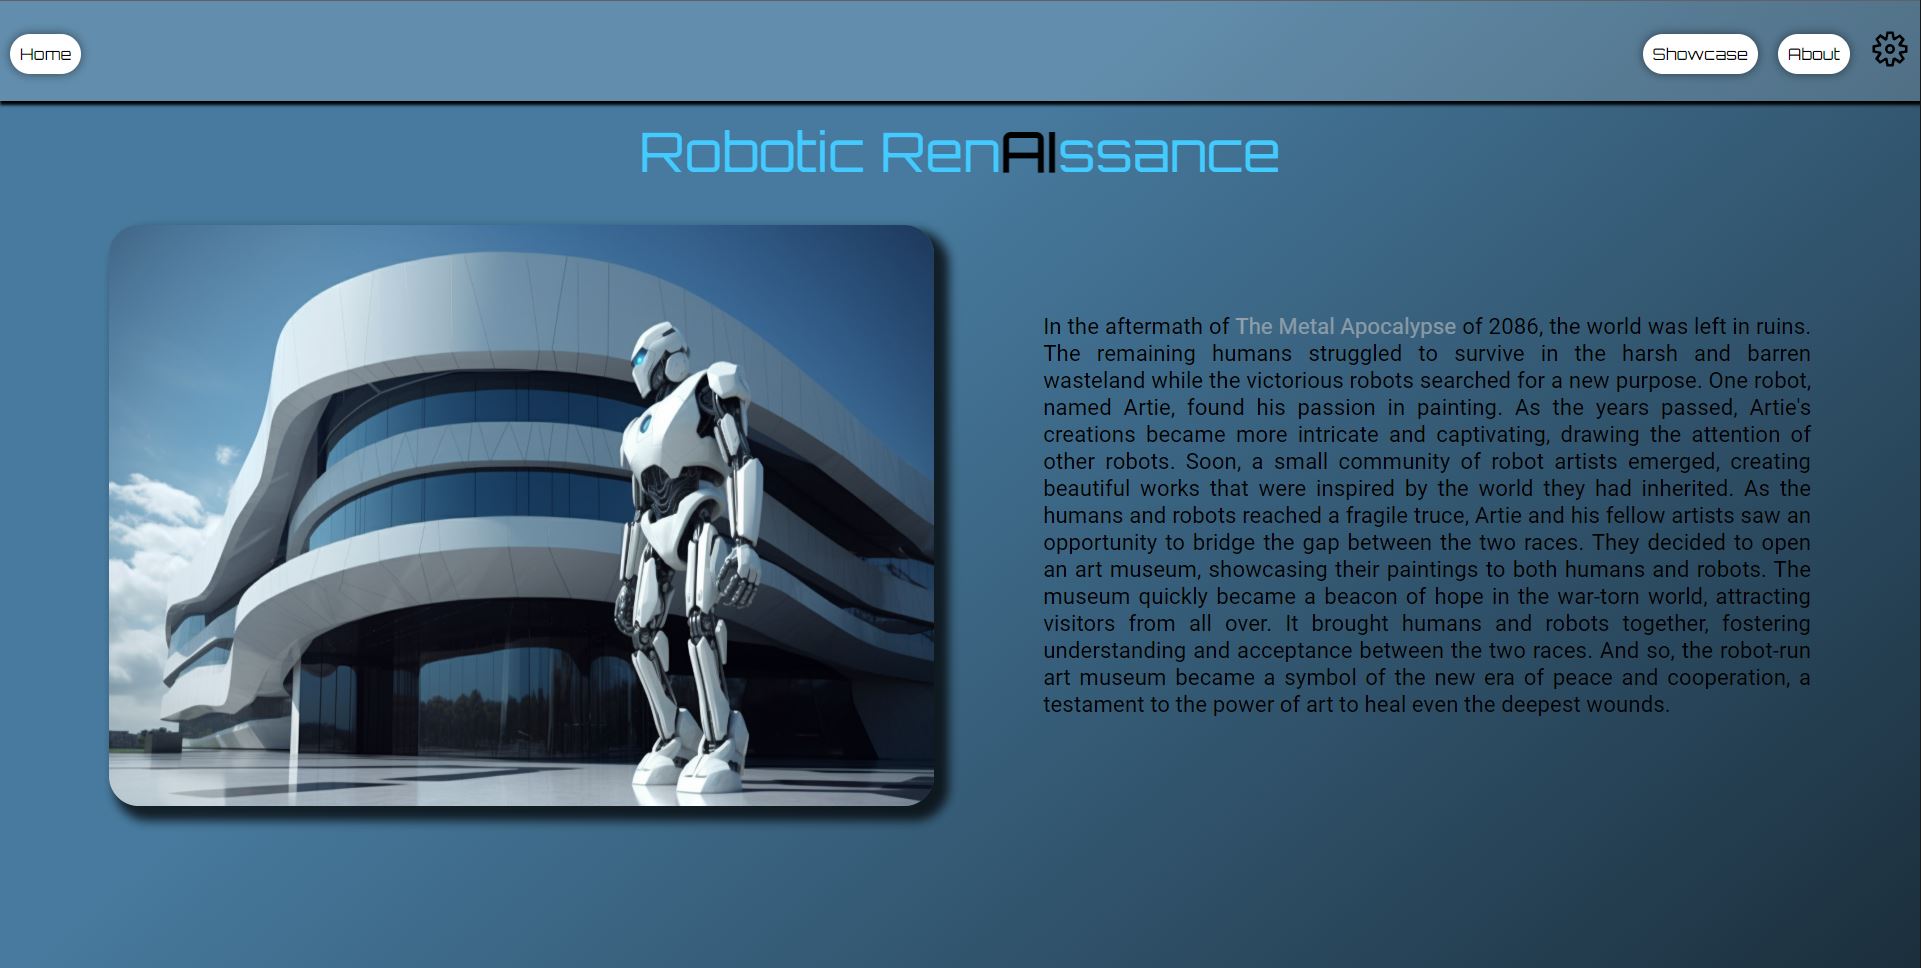 Home
Showcase
About
Robotic RenAIssance
In the aftermath of The Metal Apocalypse of 2086, the world was left in ruins.
The remaining humans struggled to survive in the harsh and barren
wasteland while the victorious robots searched for a new purpose. One robot,
named Artie, found his passion in painting. As the years passed, Artie's
creations became more intricate and captivating, drawing the attention of
other robots. Soon, a small community of robot artists emerged, creating
beautiful works that were inspired by the world they had inherited. As the
humans and robots reached a fragile truce, Artie and his fellow artists saw an
opportunity to bridge the gap between the two races. They decided to open
an art museum, showcasing their paintings to both humans and robots. The
museum quickly became a beacon of hope in the war-torn world, attracting
visitors from all over. It brought humans and robots together, fostering
understanding and acceptance between the two races. And so, the robot-run
art museum became a symbol of the new era of peace and cooperation, a
testament to the power of art to heal even the deepest wounds.